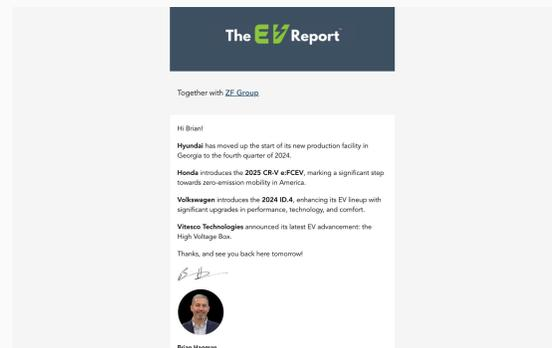 The EV Report
Together with ZF Group
Hi Brian!
Hyundai has moved up the start of its new production facility in
Georgia to the fourth quarter of 2024.
Honda introduces the 2025 CR-V e:FCEV, marking a significant step
towards zero-emission mobility in America.
Volkswagen introduces the 2024 ID.4, enhancing its EV lineup with
significant upgrades in performance, technology, and comfort.
Vitesco Technologies announced its latest EV advancement: the
High Voltage Box.
Thanks, and see you back here tomorrow!